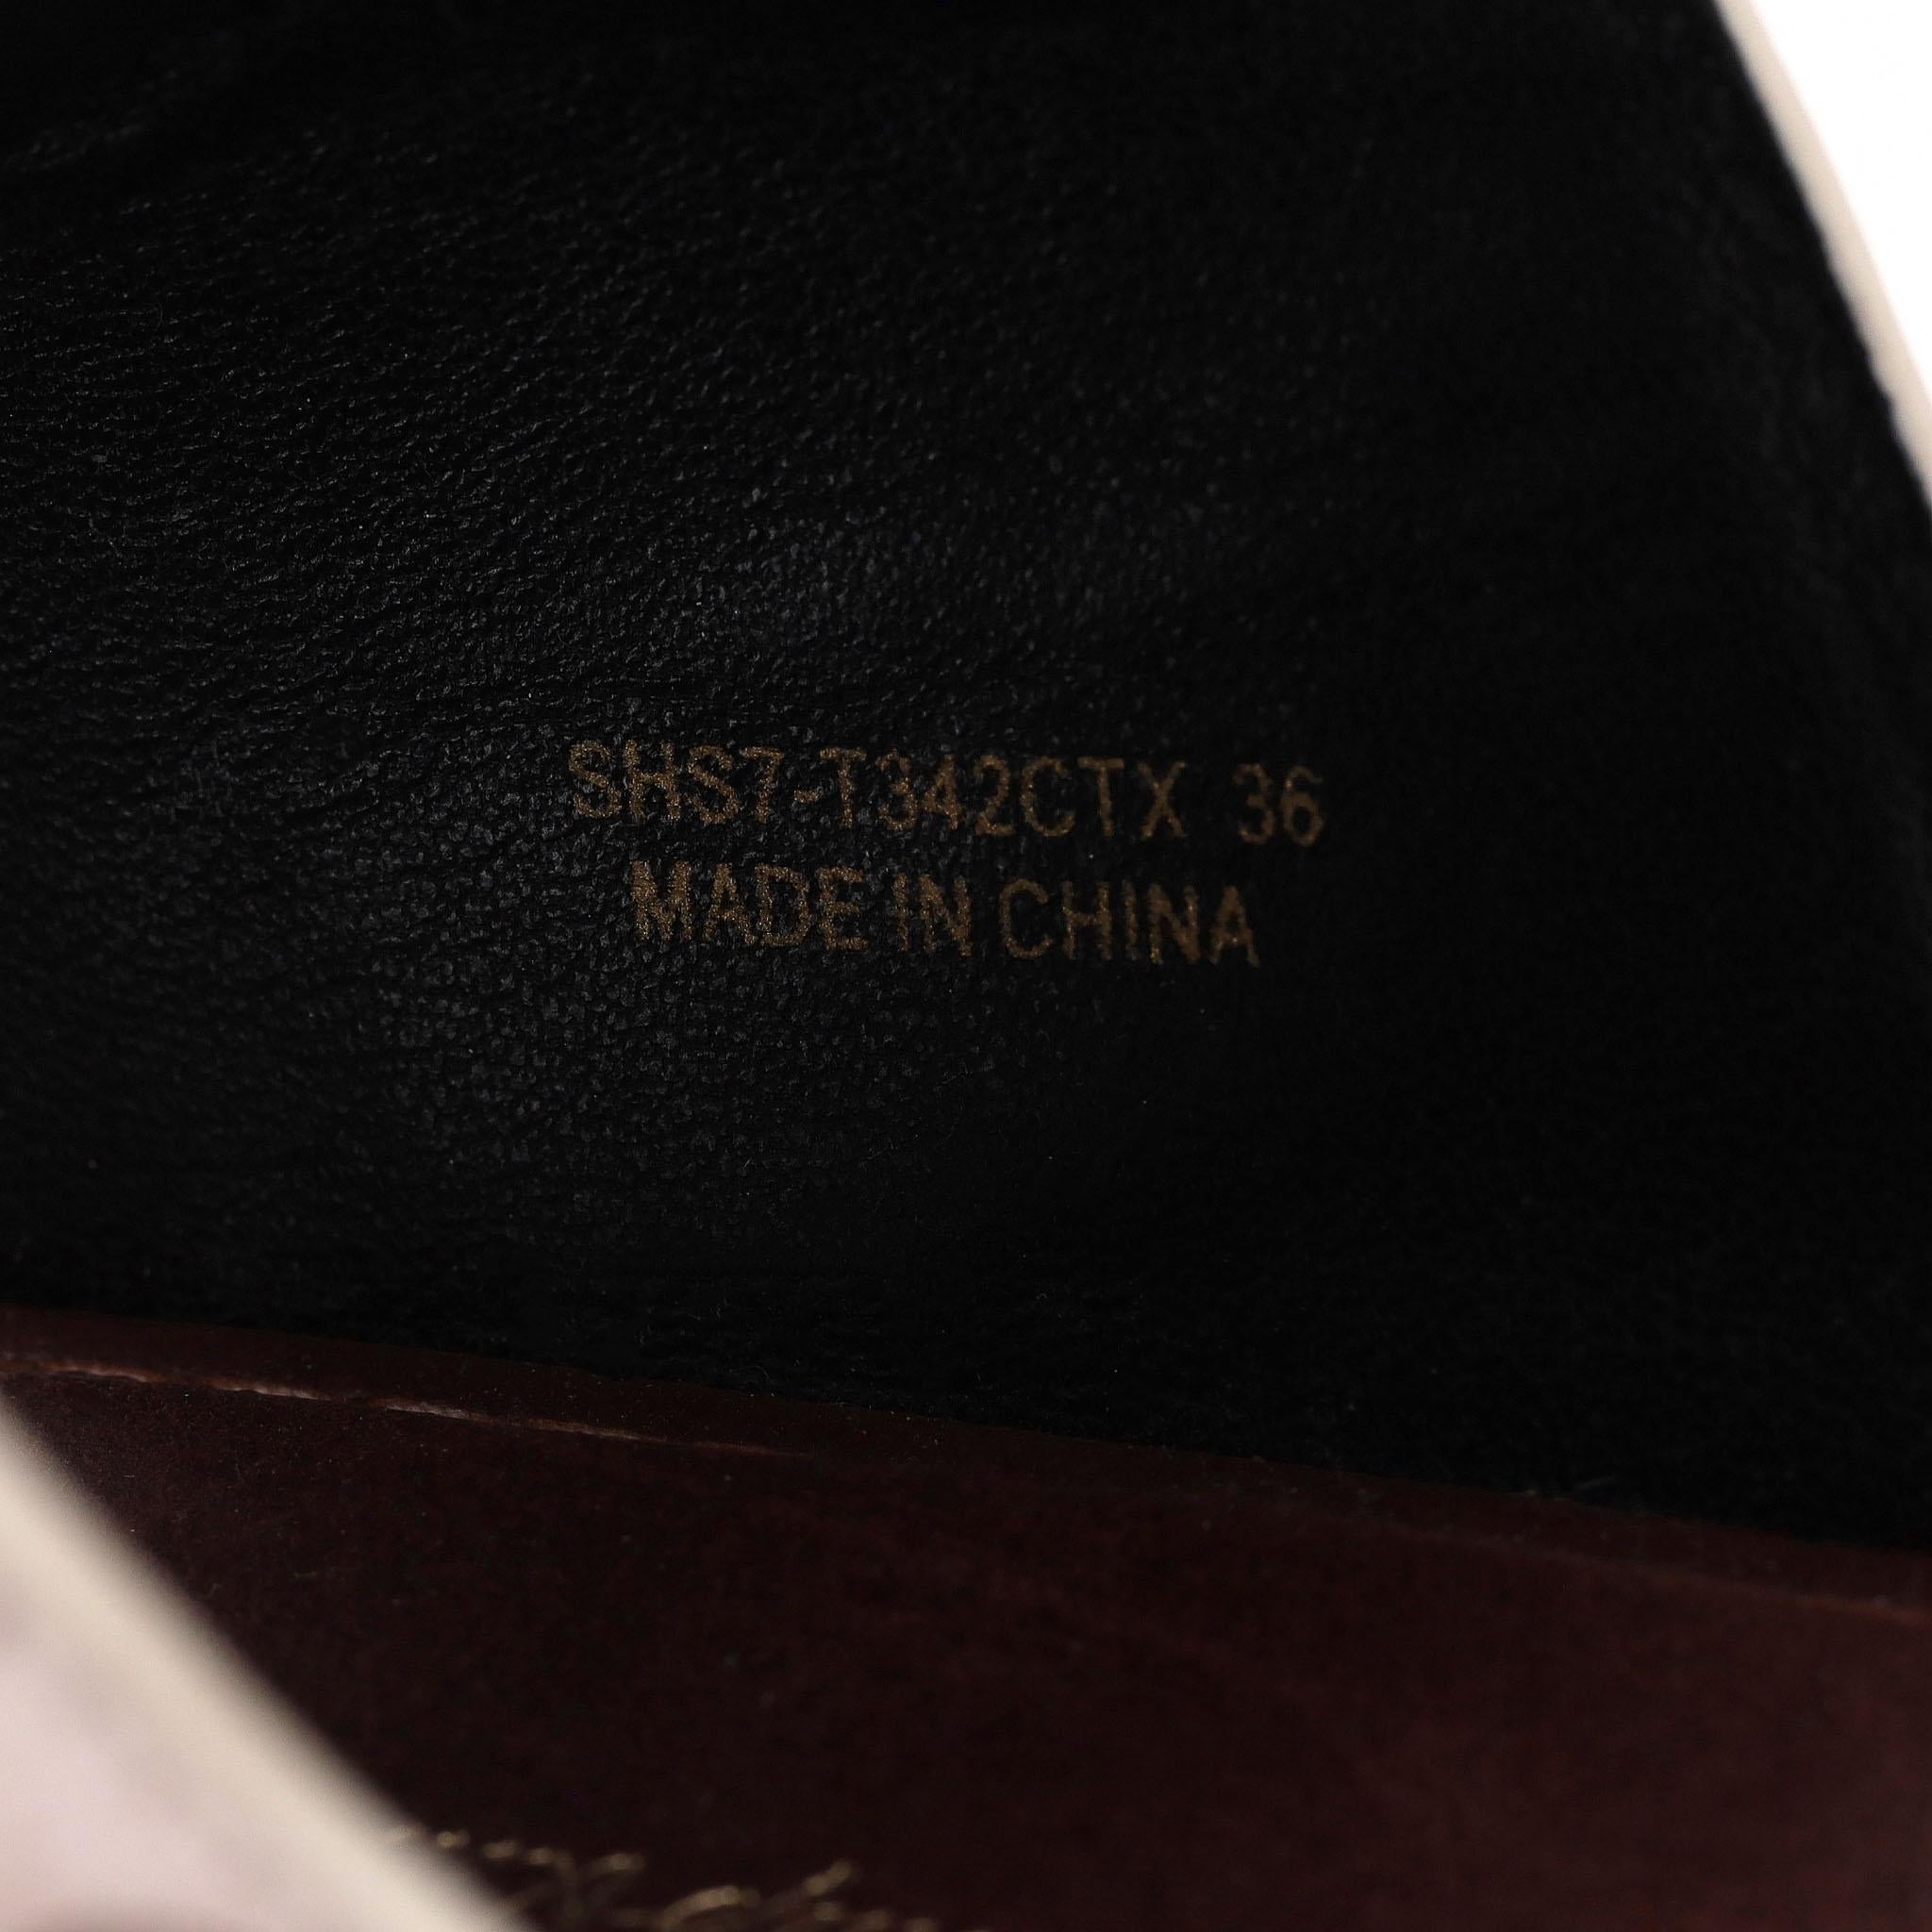 SHS7-T342CTX 36
MADE IN CHINA